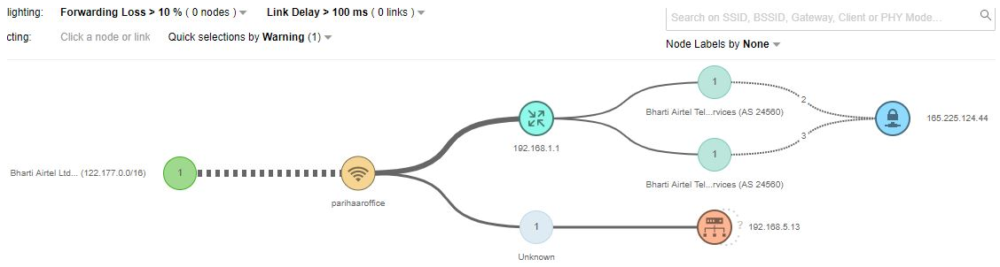 lighting: Forwarding Loss > 10 % ( 0 nodes ) Link Delay > 100 ms ( 0 links )
Search on SSID, BSSID, Gateway, Client or PHY Mode...
cting: Click a node or link Quick selections by Warning (1)
Node Labels by None
1
Bharti Airtel Tel...rvices (AS 24560)
2
165.225.124.44
192.168.1.1
3
1
Bharti Airtel Tel...rvices (AS 24560)
Bharti Airtel Ltd... (122.177.0.0/16)
1
parihaaroffice
1
Unknown
?
192.168.5.13